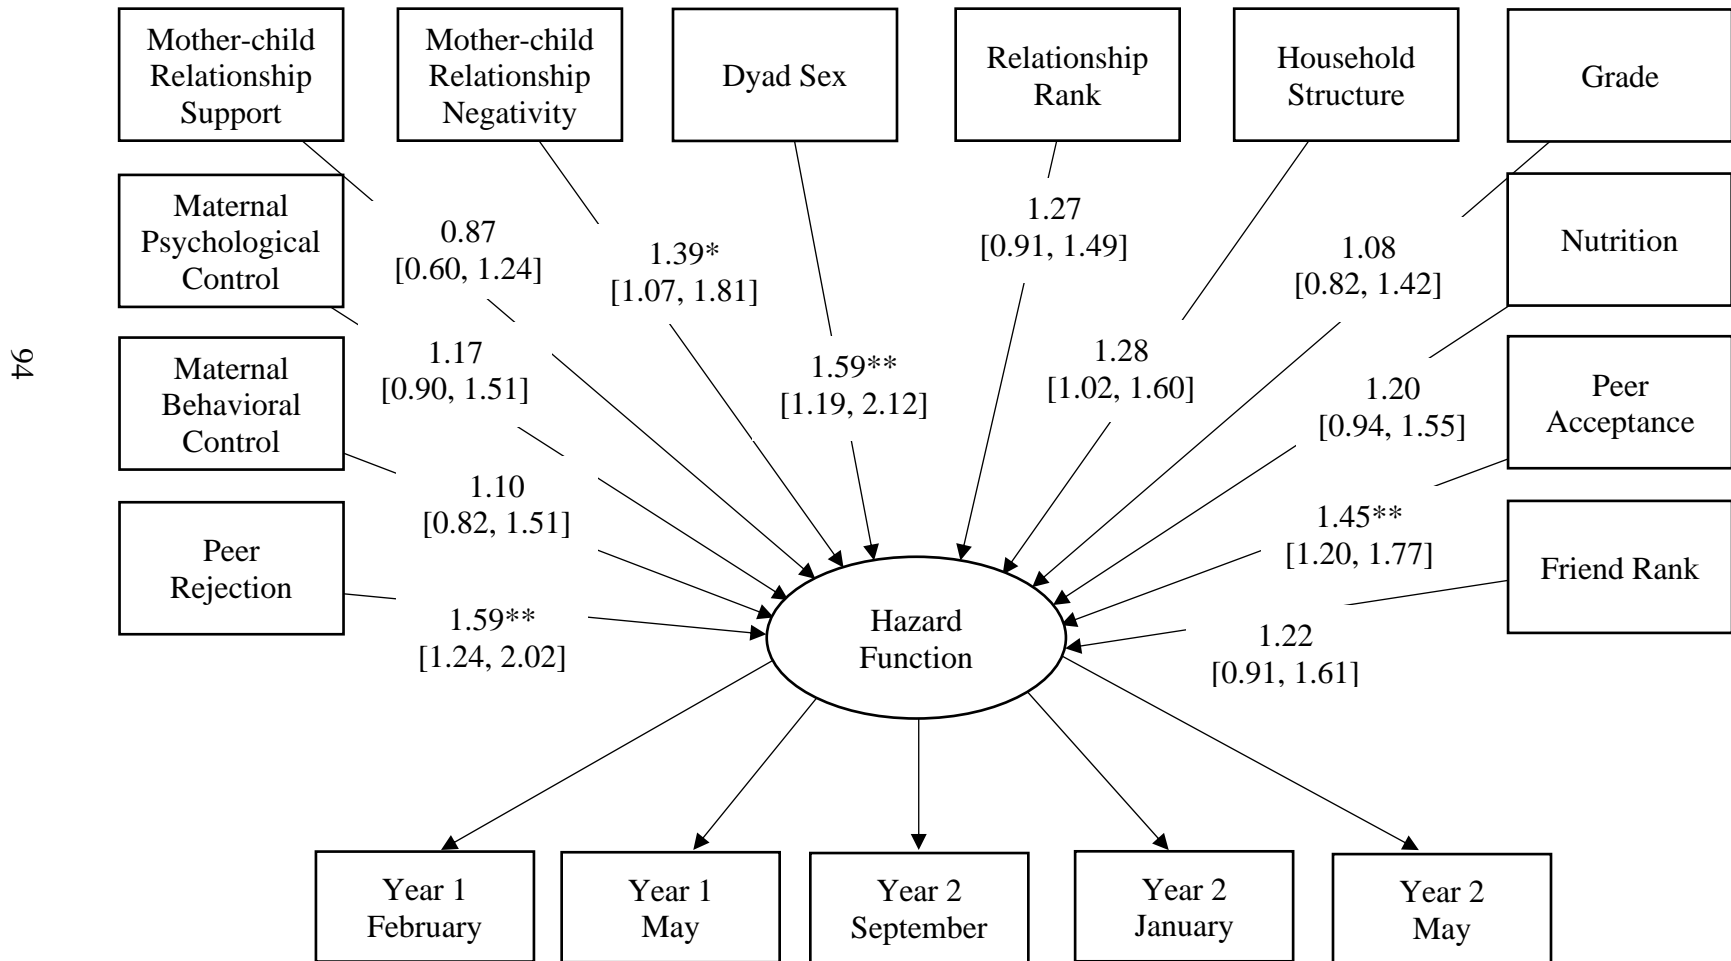 Mother-child
Relationship
Support
Mother-child
Relationship
Negativity
Dyad Sex
Relationship
Rank
Household
Structure
Grade
Maternal
Psychological
Control
Nutrition
Maternal
Behavioral
Control
Peer
Acceptance
Peer
Rejection
Friend Rank
0.87
[0.60, 1.24]
1.39*
[1.07, 1.81]
1.59**
[1.19, 2.12]
1.27
[0.91, 1.49]
1.28
[1.02, 1.60]
1.08
[0.82, 1.42]
1.17
[0.90, 1.51]
1.20
[0.94, 1.55]
1.10
[0.82, 1.51]
1.45**
[1.20, 1.77]
1.59**
[1.24, 2.02]
1.22
[0.91, 1.61]
Hazard
Function
Year 1
February
Year 1
May
Year 2
September
Year 2
January
Year 2
May
94